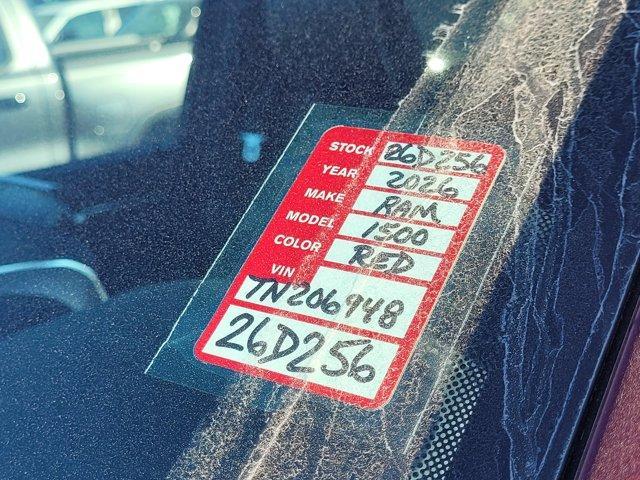 STOCK 26D256
YEAR 2026
MAKE RAM
MODEL 1500
COLOR RED
VIN
TN206948
26D256